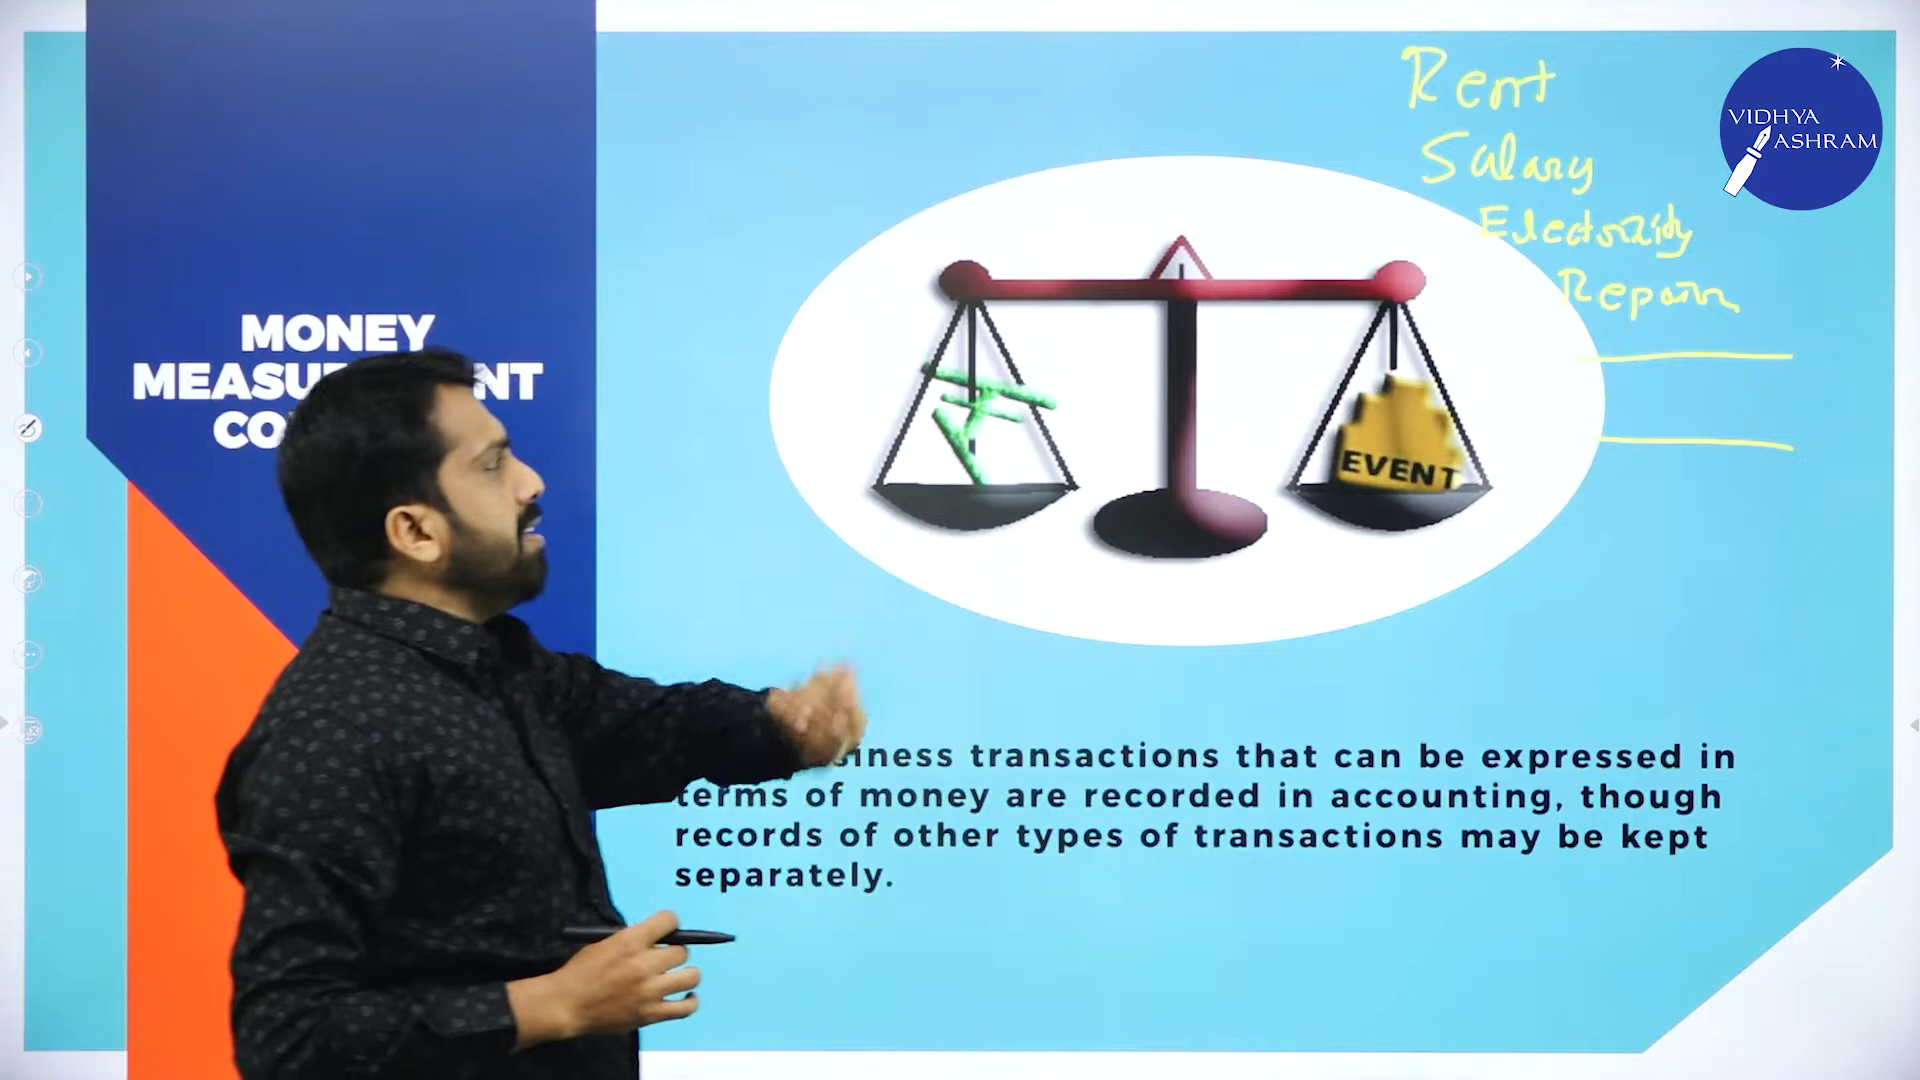 MONEY
MEASU NT
CO
Rent
Salary
Electricity
Repair
VIDHYA
ASHRAM
EVENT
siness transactions that can be expressed in
terms of money are recorded in accounting, though
records of other types of transactions may be kept
separately.